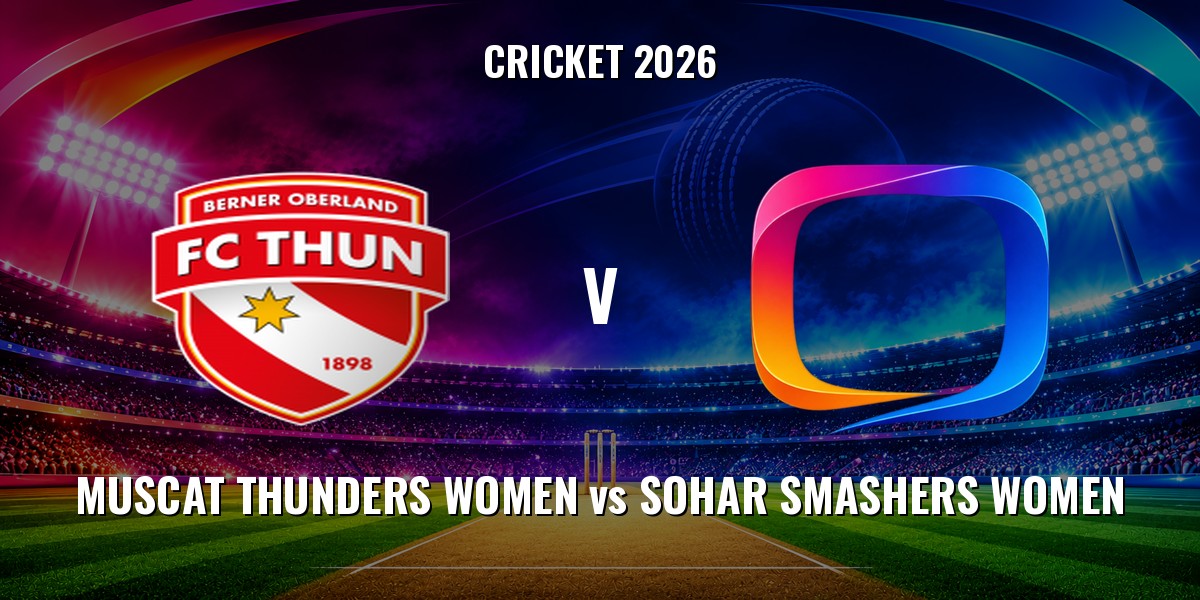 CRICKET 2026
BERNER OBERLAND
FC THUN
1898
V
MUSCAT THUNDERS WOMEN vs SOHAR SMASHERS WOMEN